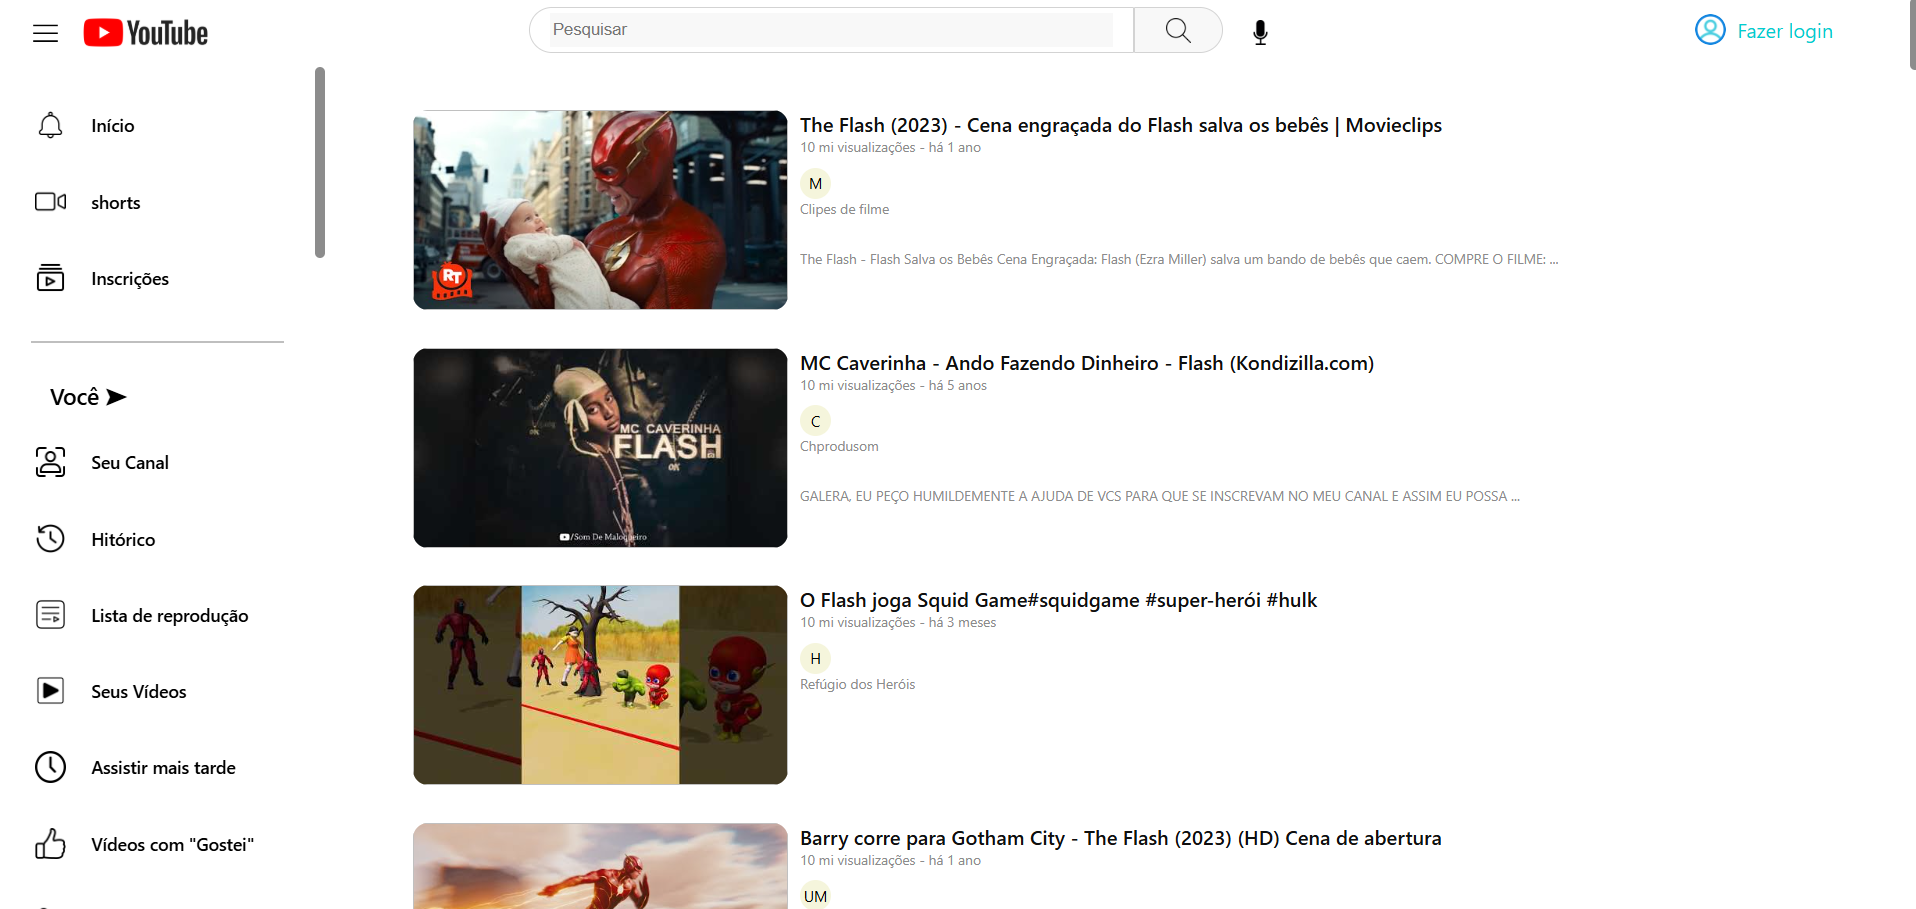 YouTube
Pesquisar
Fazer login
Início
shorts
Inscrições
Você ➤
Seu Canal
Hitórico
Lista de reprodução
Seus Vídeos
Assistir mais tarde
Vídeos com "Gostei"
RT
The Flash (2023) - Cena engraçada do Flash salva os bebês | Movieclips
10 mi visualizações - há 1 ano
M
Clipes de filme
The Flash - Flash Salva os Bebês Cena Engraçada: Flash (Ezra Miller) salva um bando de bebês que caem. COMPRE O FILME: ...
MC CAVERINHA
FLASH
OK
/Som De Maloqueiro
MC Caverinha - Ando Fazendo Dinheiro - Flash (Kondizilla.com)
10 mi visualizações - há 5 anos
C
Chprodusom
GALERA, EU PEÇO HUMILDEMENTE A AJUDA DE VCS PARA QUE SE INSCREVAM NO MEU CANAL E ASSIM EU POSSA ...
O Flash joga Squid Game#squidgame #super-herói #hulk
10 mi visualizações - há 3 meses
H
Refúgio dos Heróis
Barry corre para Gotham City - The Flash (2023) (HD) Cena de abertura
10 mi visualizações - há 1 ano
UM